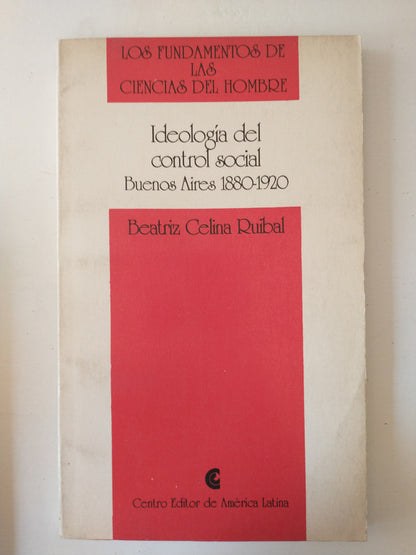 LOS FUNDAMENTOS DE
LAS
CIENCIAS DEL HOMBRE
Ideología del
control social
Buenos Aires 1880-1920
Beatriz Celina Ruibal
Centro Editor de América Latina